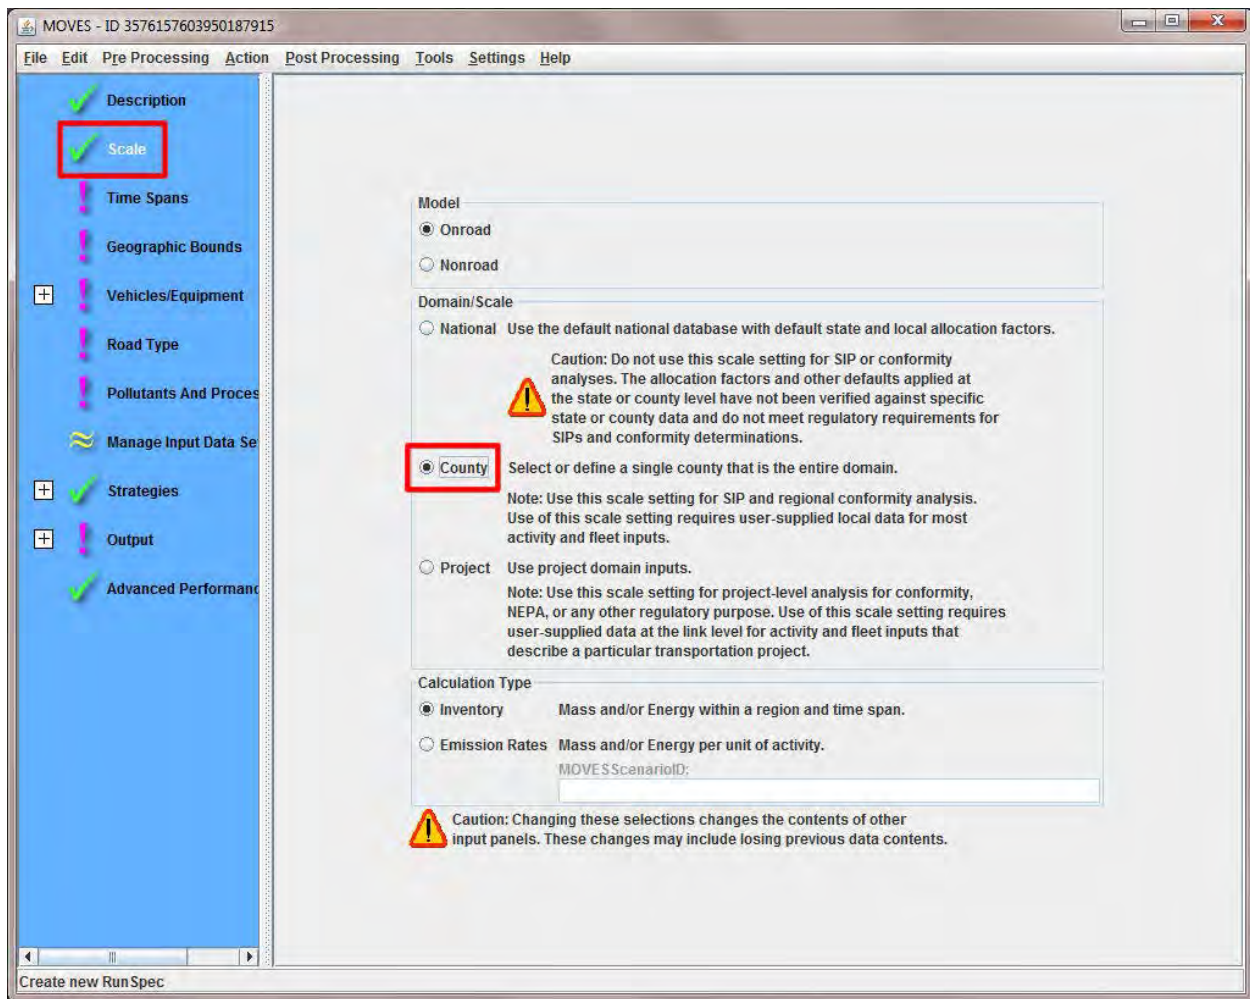 MOVES - ID 3576157603950187915
File Edit Pre Processing Action Post Processing Tools Settings Help
Description
Scale
Time Spans
Geographic Bounds
Vehicles/Equipment
Road Type
Pollutants And Proces
Manage Input Data Se
Strategies
Output
Advanced Performanc
Model
Onroad
Nonroad
Domain/Scale
National Use the default national database with default state and local allocation factors.
Caution: Do not use this scale setting for SIP or conformity
analyses. The allocation factors and other defaults applied at
the state or county level have not been verified against specific
state or county data and do not meet regulatory requirements for
SIPs and conformity determinations.
County Select or define a single county that is the entire domain.
Note: Use this scale setting for SIP and regional conformity analysis.
Use of this scale setting requires user-supplied local data for most
activity and fleet inputs.
Project Use project domain inputs.
Note: Use this scale setting for project-level analysis for conformity,
NEPA, or any other regulatory purpose. Use of this scale setting requires
user-supplied data at the link level for activity and fleet inputs that
describe a particular transportation project.
Calculation Type
Inventory Mass and/or Energy within a region and time span.
Emission Rates Mass and/or Energy per unit of activity.
MOVESScenarioID:
Caution: Changing these selections changes the contents of other
input panels. These changes may include losing previous data contents.
Create new RunSpec